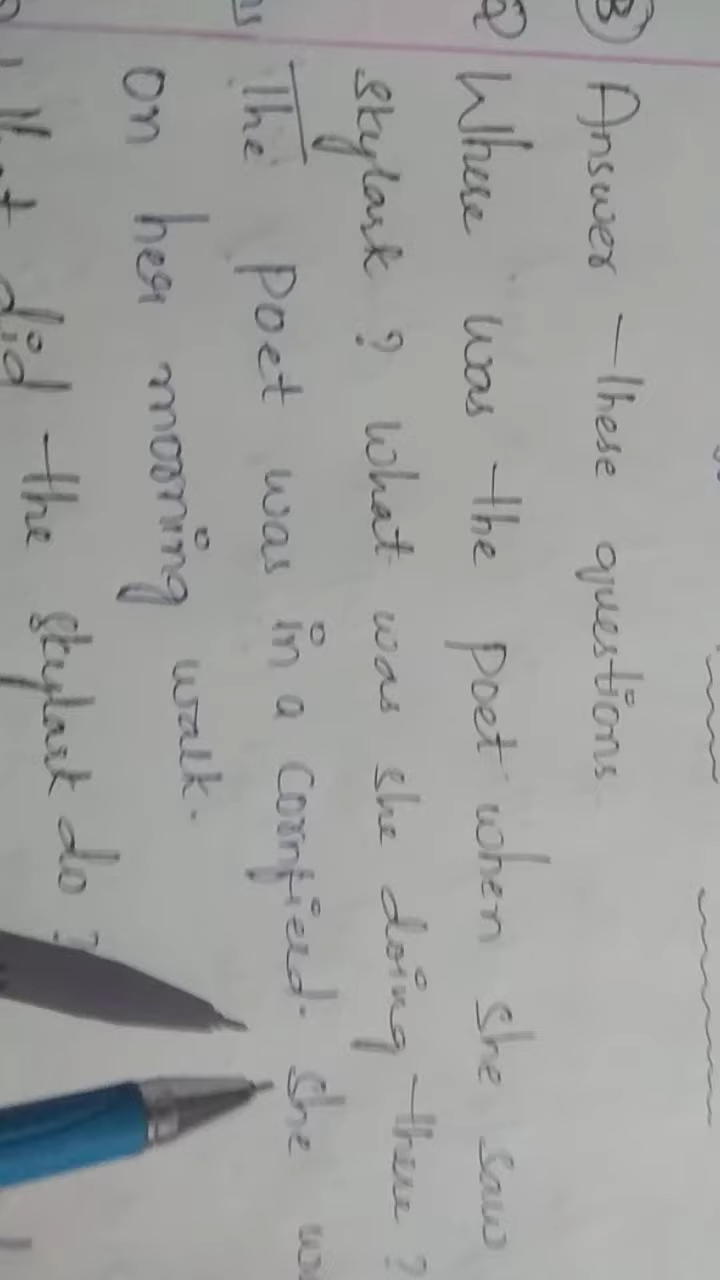 B) Answer these questions
Q) Where was the poet when she saw
skylark? what was she doing there?
The poet was in a cornfield. She
on her morning walk.
What did the skylark do?